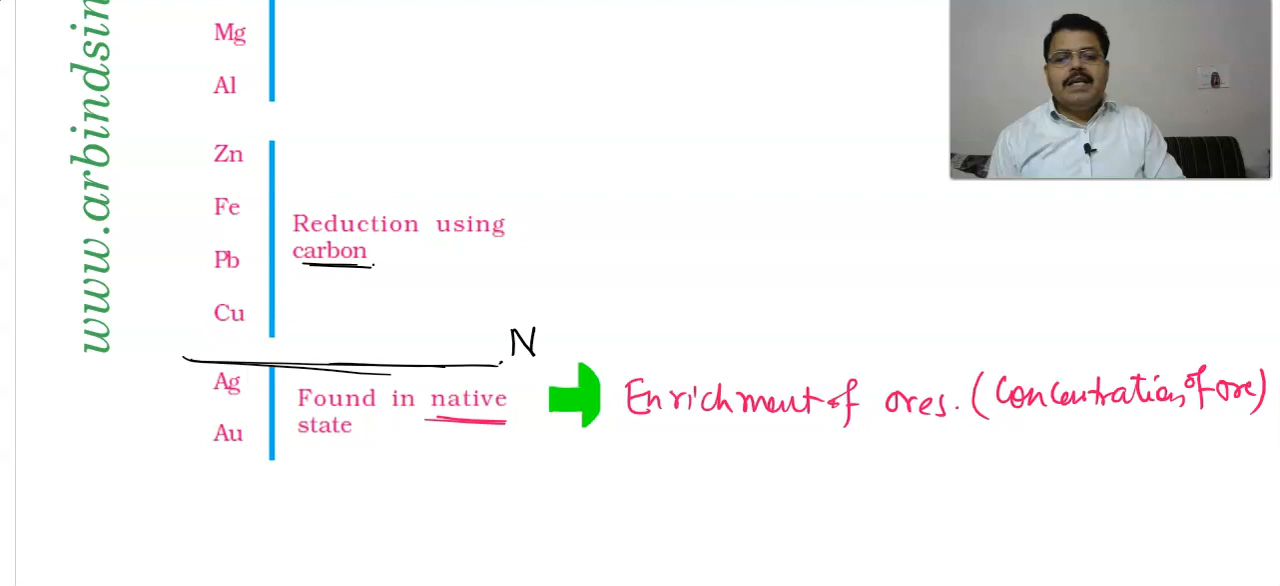 www.arbindsin
Mg
Al
Zn
Fe
Reduction using
carbon
Pb
Cu
N
Ag
Found in native
state
Au
Enrichment of ores. (Concentration of ore)